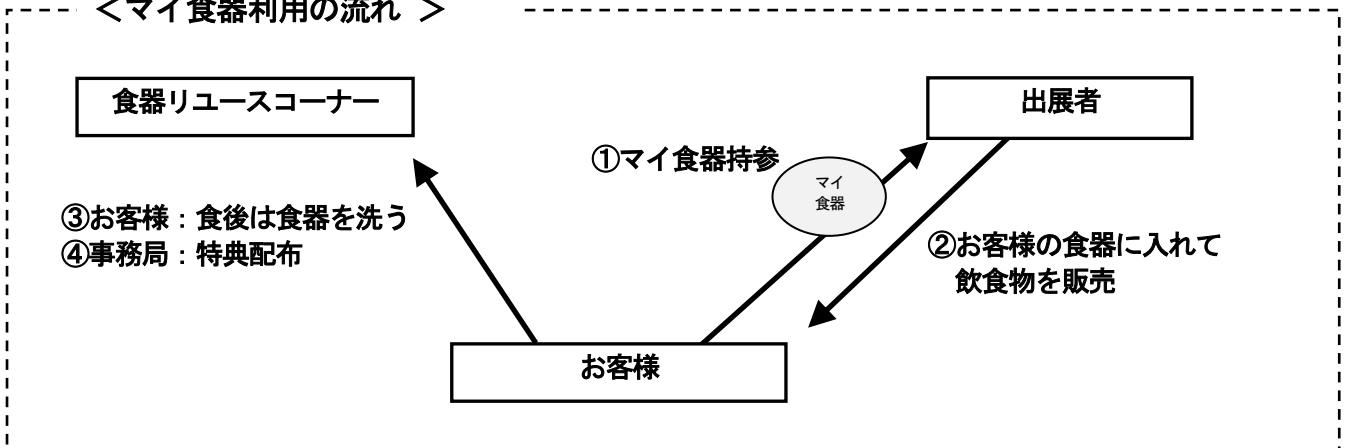 ＜マイ食器利用の流れ ＞
食器リユースコーナー
出展者
①マイ食器持参
マイ
食器
③お客様：食後は食器を洗う
④事務局：特典配布
②お客様の食器に入れて
飲食物を販売
お客様